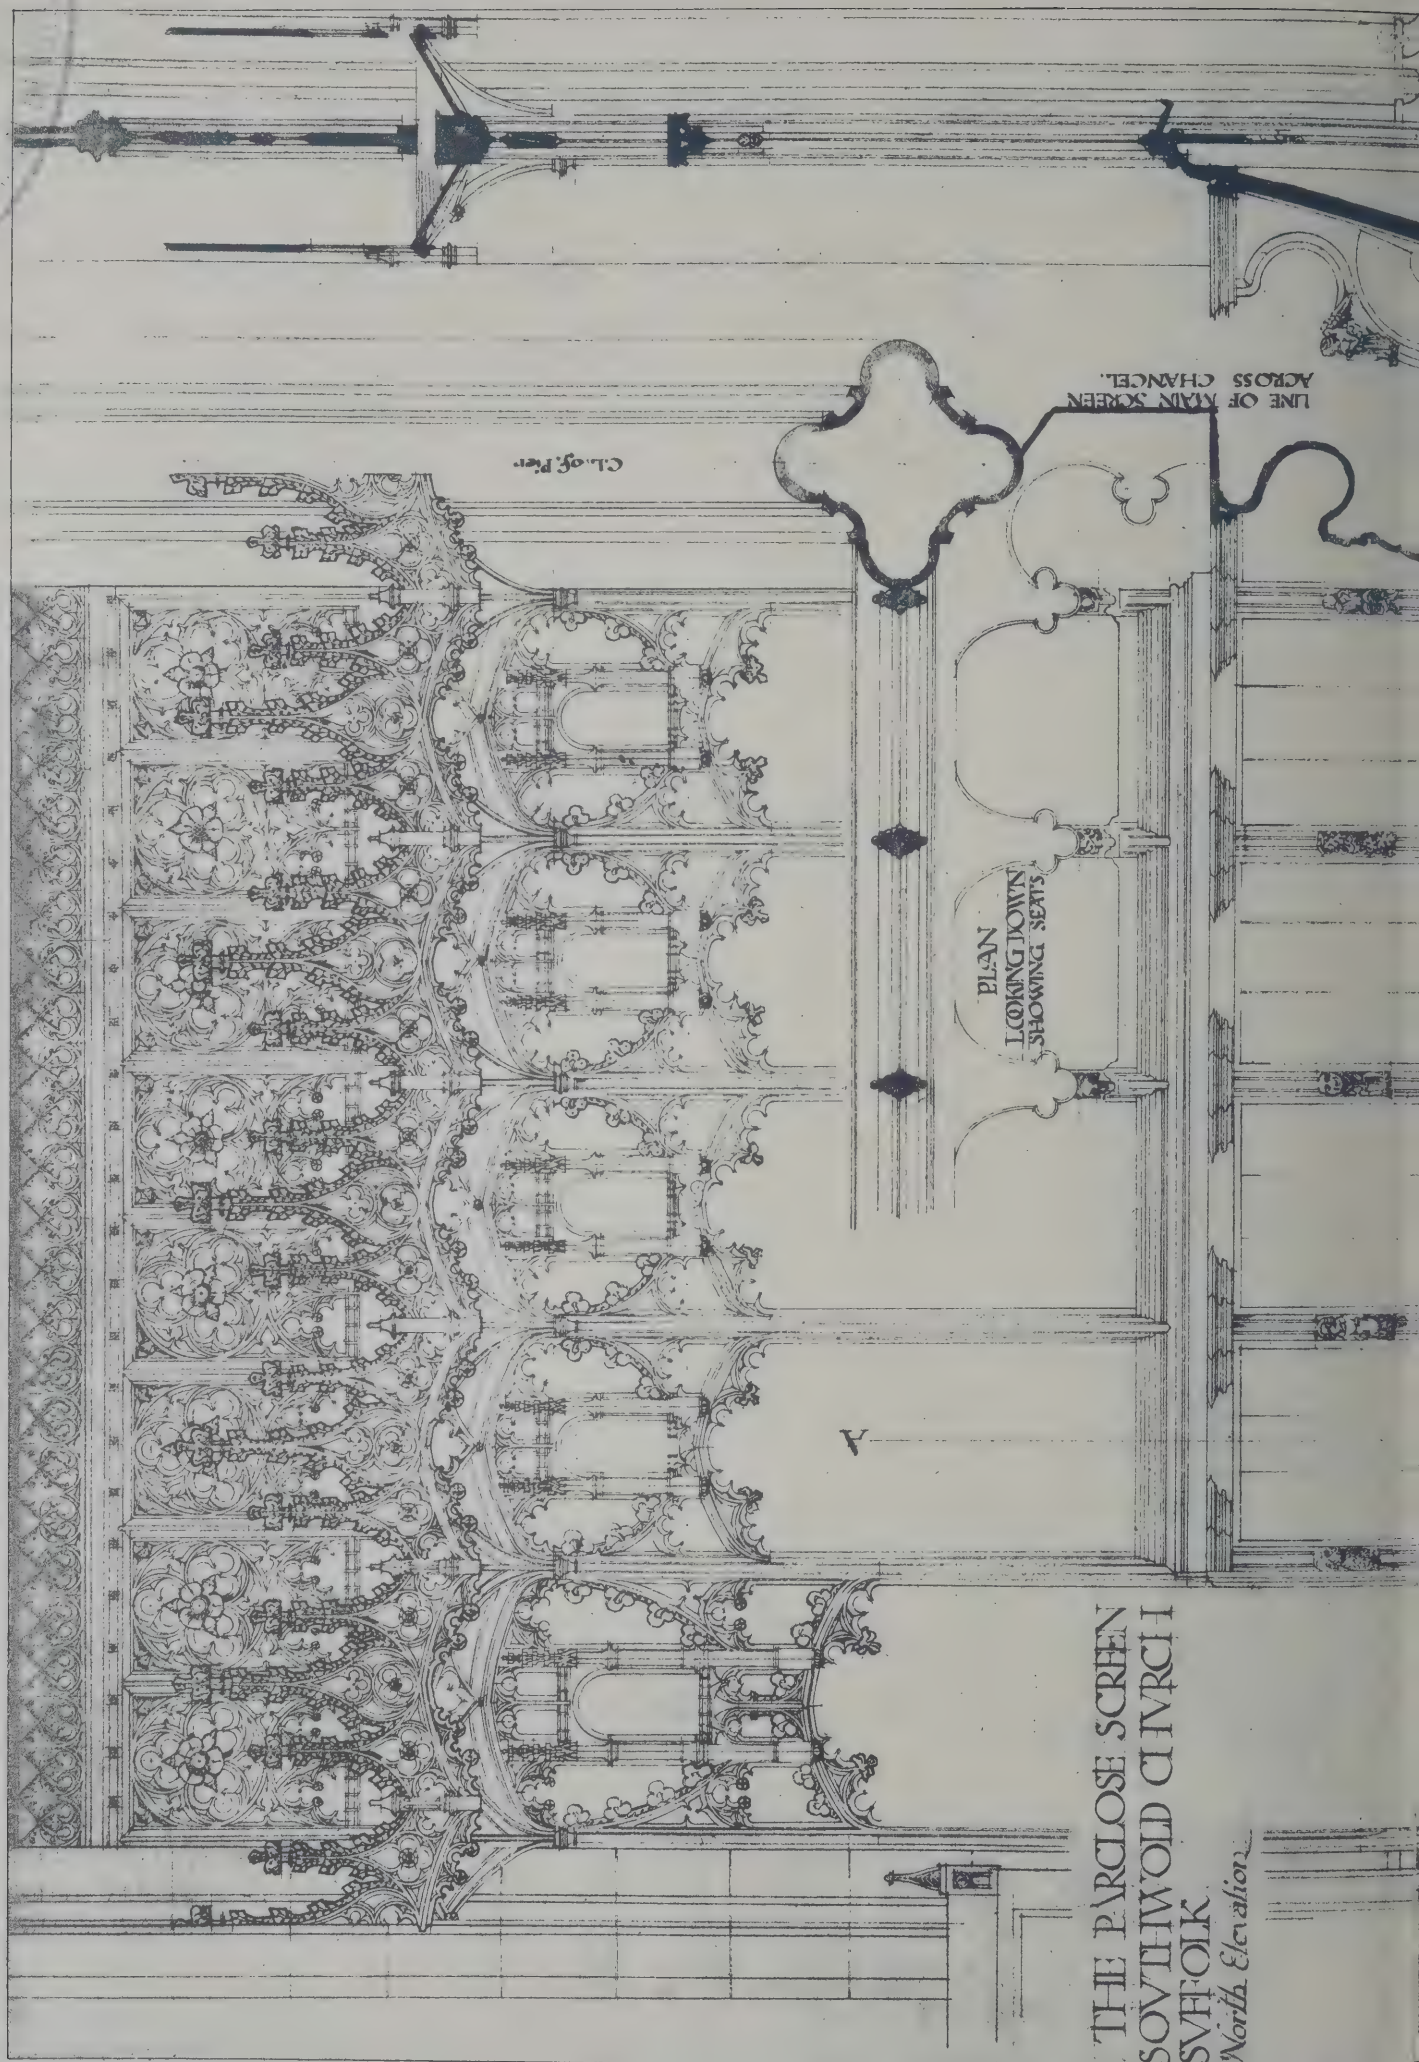 THE PARCLOSE SCREEN
SOVTHWOLD CHVRCH
SVFFOLK
North Elevation
PLAN
LOOKING DOWN
SHOWING SEATS
A
C.L. of Pier
LINE OF MAIN SCREEN
ACROSS CHANCEL.